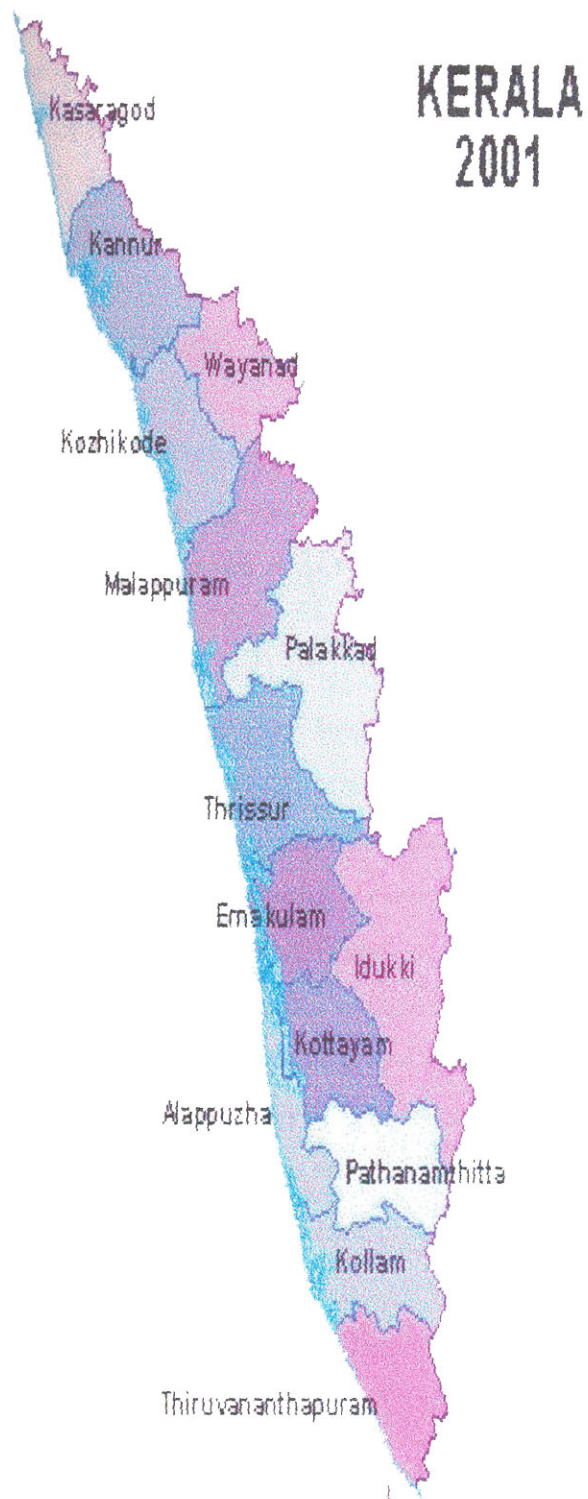 KERALA
2001
Kasaragod
Kannur
Wayanad
Kozhikode
Malappuram
Palakkad
Thrissur
Ernakulam
Idukki
Kottayam
Alappuzha
Pathanamthitta
Kollam
Thiruvananthapuram